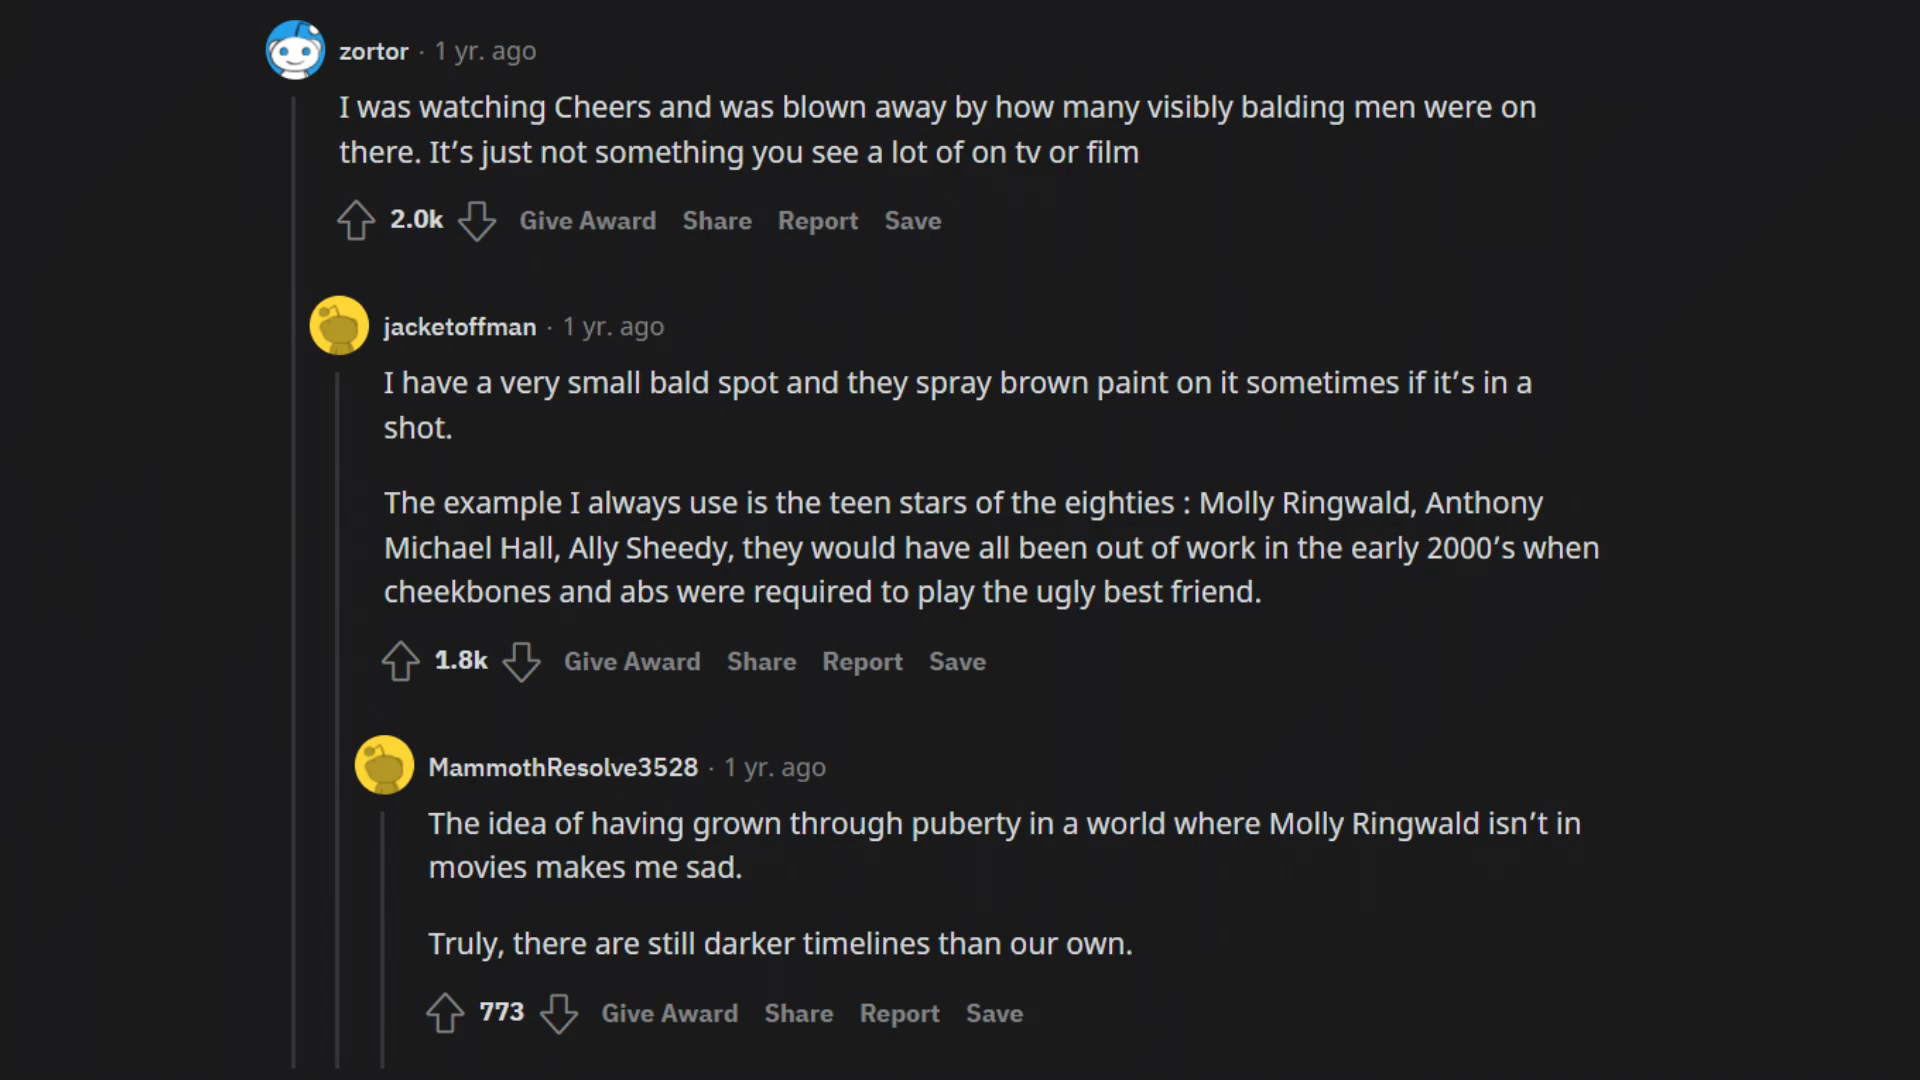 zortor · 1 yr. ago
I was watching Cheers and was blown away by how many visibly balding men were on
there. It’s just not something you see a lot of on tv or film
2.0k Give Award Share Report Save
jacketoffman · 1 yr. ago
I have a very small bald spot and they spray brown paint on it sometimes if it’s in a
shot.
The example I always use is the teen stars of the eighties : Molly Ringwald, Anthony
Michael Hall, Ally Sheedy, they would have all been out of work in the early 2000’s when
cheekbones and abs were required to play the ugly best friend.
1.8k Give Award Share Report Save
MammothResolve3528 · 1 yr. ago
The idea of having grown through puberty in a world where Molly Ringwald isn’t in
movies makes me sad.
Truly, there are still darker timelines than our own.
773 Give Award Share Report Save